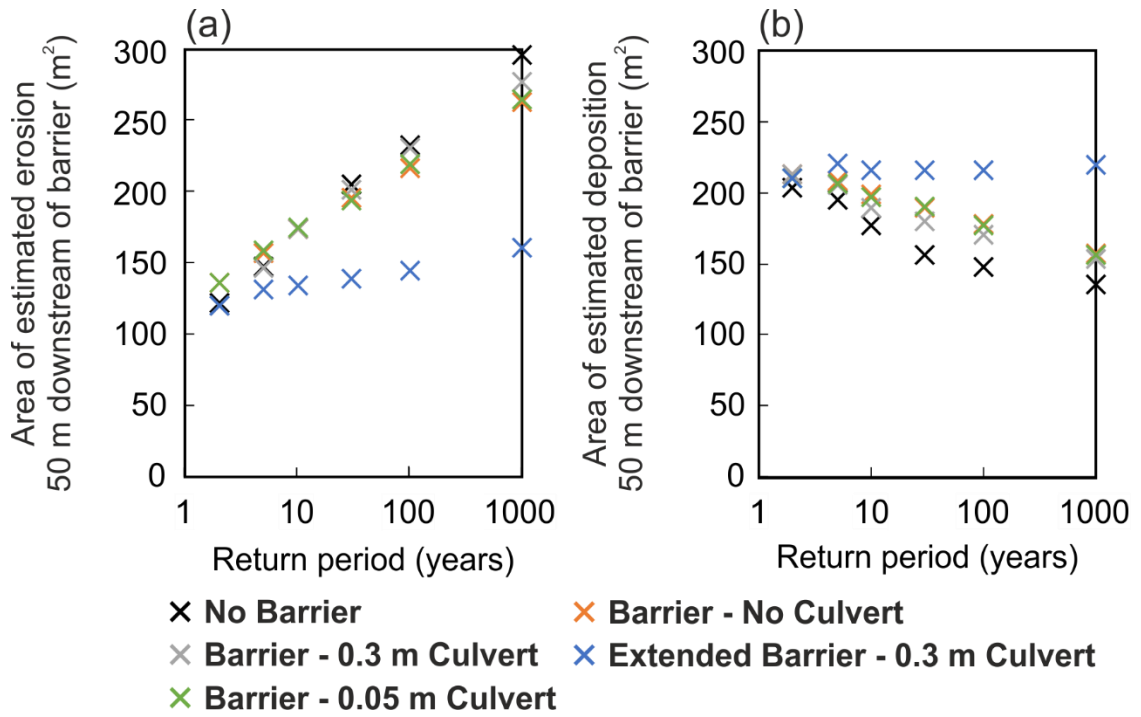 (a)
Area of estimated erosion
50 m downstream of barrier (m²)
300
250
200
150
100
50
0
1
10
100
1000
Return period (years)
(b)
Area of estimated deposition
50 m downstream of barrier (m²)
300
250
200
150
100
50
0
1
10
100
1000
Return period (years)
No Barrier
Barrier - No Culvert
Barrier - 0.3 m Culvert
Extended Barrier - 0.3 m Culvert
Barrier - 0.05 m Culvert